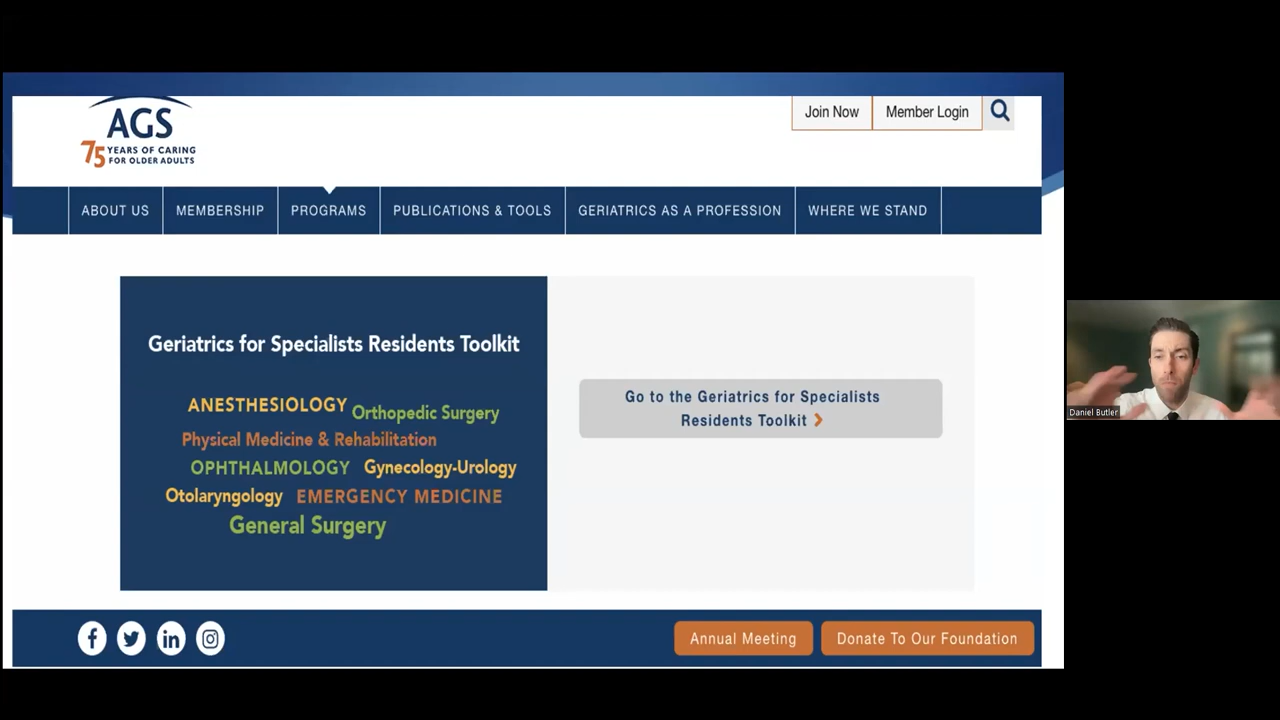 AGS
75 YEARS OF CARING
FOR OLDER ADULTS
Join Now
Member Login
ABOUT US
MEMBERSHIP
PROGRAMS
PUBLICATIONS & TOOLS
GERIATRICS AS A PROFESSION
WHERE WE STAND
Geriatrics for Specialists Residents Toolkit
ANESTHESIOLOGY
Orthopedic Surgery
Physical Medicine & Rehabilitation
OPHTHALMOLOGY
Gynecology-Urology
Otolaryngology
EMERGENCY MEDICINE
General Surgery
Go to the Geriatrics for Specialists
Residents Toolkit
Daniel Butler
Annual Meeting
Donate To Our Foundation